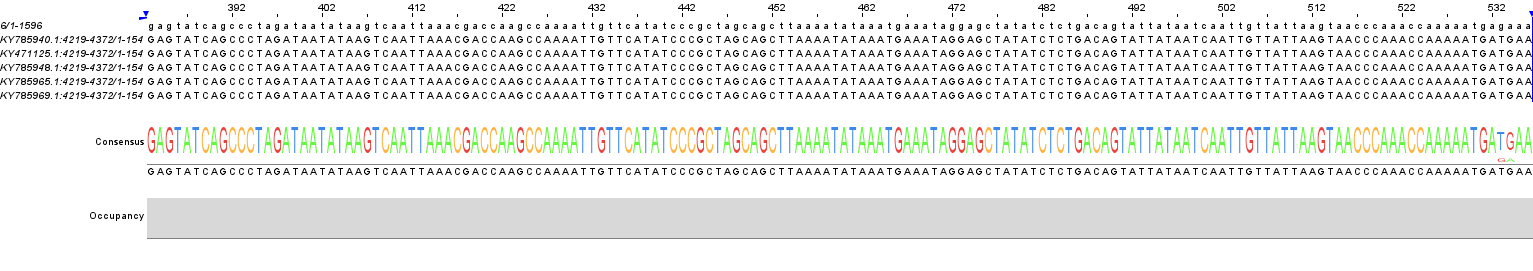 392 402 412 422 432 442 452 462 472 482 492 502 512 522 532
6/1-1596 gagtatcagccctagataatataagtcaattaaacgaccaagccaaaattgttcatatcccgctagcagcttaaaatataaatgaaataggagctatatctctgacagtattataatcaattgttattaagtaacccaaaccaaaaatgagaaa
KY785940.1:4219-4372/1-154 GAGTATCAGCCCTAGATAATATAAGTCAATTAAACGACCAAGCCAAAATTGTTCATATCCCGCTAGCAGCTTAAAATATAAATGAAATAGGAGCTATATCTCTGACAGTATTATAATCAATTGTTATTAAGTAACCCAAACCAAAAATGATGAA
KY471125.1:4219-4372/1-154 GAGTATCAGCCCTAGATAATATAAGTCAATTAAACGACCAAGCCAAAATTGTTCATATCCCGCTAGCAGCTTAAAATATAAATGAAATAGGAGCTATATCTCTGACAGTATTATAATCAATTGTTATTAAGTAACCCAAACCAAAAATGATGAA
KY785948.1:4219-4372/1-154 GAGTATCAGCCCTAGATAATATAAGTCAATTAAACGACCAAGCCAAAATTGTTCATATCCCGCTAGCAGCTTAAAATATAAATGAAATAGGAGCTATATCTCTGACAGTATTATAATCAATTGTTATTAAGTAACCCAAACCAAAAATGATGAA
KY785965.1:4219-4372/1-154 GAGTATCAGCCCTAGATAATATAAGTCAATTAAACGACCAAGCCAAAATTGTTCATATCCCGCTAGCAGCTTAAAATATAAATGAAATAGGAGCTATATCTCTGACAGTATTATAATCAATTGTTATTAAGTAACCCAAACCAAAAATGATGAA
KY785969.1:4219-4372/1-154 GAGTATCAGCCCTAGATAATATAAGTCAATTAAACGACCAAGCCAAAATTGTTCATATCCCGCTAGCAGCTTAAAATATAAATGAAATAGGAGCTATATCTCTGACAGTATTATAATCAATTGTTATTAAGTAACCCAAACCAAAAATGATGAA
Consensus GAGTATCAGCCCTAGATAATATAAGTCAATTAAACGACCAAGCCAAAATTGTTCATATCCCGCTAGCAGCTTAAAATATAAATGAAATAGGAGCTATATCTCTGACAGTATTATAATCAATTGTTATTAAGTAACCCAAACCAAAAATGATGAA
GA
GAGTATCAGCCCTAGATAATATAAGTCAATTAAACGACCAAGCCAAAATTGTTCATATCCCGCTAGCAGCTTAAAATATAAATGAAATAGGAGCTATATCTCTGACAGTATTATAATCAATTGTTATTAAGTAACCCAAACCAAAAATGATGAA
Occupancy